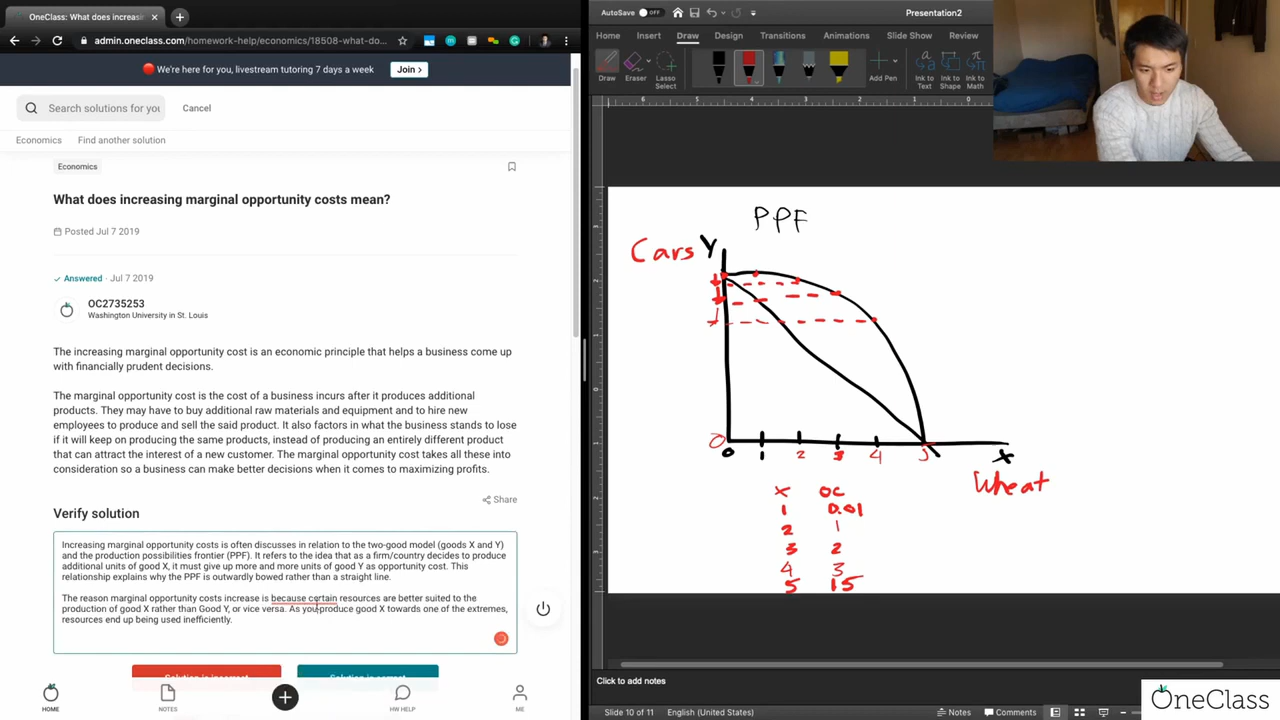 OneClass: What does increasi
admin.oneclass.com/homework-help/economics/18508-what-do...
We're here for you, livestream tutoring 7 days a week
Join >
Search solutions for you
Cancel
Economics
Find another solution
Economics
What does increasing marginal opportunity costs mean?
Posted Jul 7 2019
Answered · Jul 7 2019
OC2735253
Washington University in St. Louis
The increasing marginal opportunity cost is an economic principle that helps a business come up
with financially prudent decisions.
The marginal opportunity cost is the cost of a business incurs after it produces additional
products. They may have to buy additional raw materials and equipment and to hire new
employees to produce and sell the said product. It also factors in what the business stands to lose
if it will keep on producing the same products, instead of producing an entirely different product
that can attract the interest of a new customer. The marginal opportunity cost takes all these into
consideration so a business can make better decisions when it comes to maximizing profits.
Share
Verify solution
Increasing marginal opportunity costs is often discusses in relation to the two-good model (goods X and Y)
and the production possibilities frontier (PPF). It refers to the idea that as a firm/country decides to produce
additional units of good X, it must give up more and more units of good Y as opportunity cost. This
relationship explains why the PPF is outwardly bowed rather than a straight line.
The reason marginal opportunity costs increase is because certain resources are better suited to the
production of good X rather than Good Y, or vice versa. As you produce good X towards one of the extremes,
resources end up being used inefficiently.
Solution is incorrect
Solution is correct
HOME
NOTES
HW HELP
ME
AutoSave OFF
Presentation2
Home
Insert
Draw
Design
Transitions
Animations
Slide Show
Review
Draw
Eraser
Lasso
Select
Add Pen
Ink to
Text
Ink to
Shape
Ink to
Math
6 5 4 3 2 1 0
PPF
Cars Y
0
0 1 2 3 4 5 X
Wheat
X OC
1 0.01
2 1
3 2
4 3
5 15
Click to add notes
Slide 10 of 11
English (United States)
Notes
Comments
OneClass